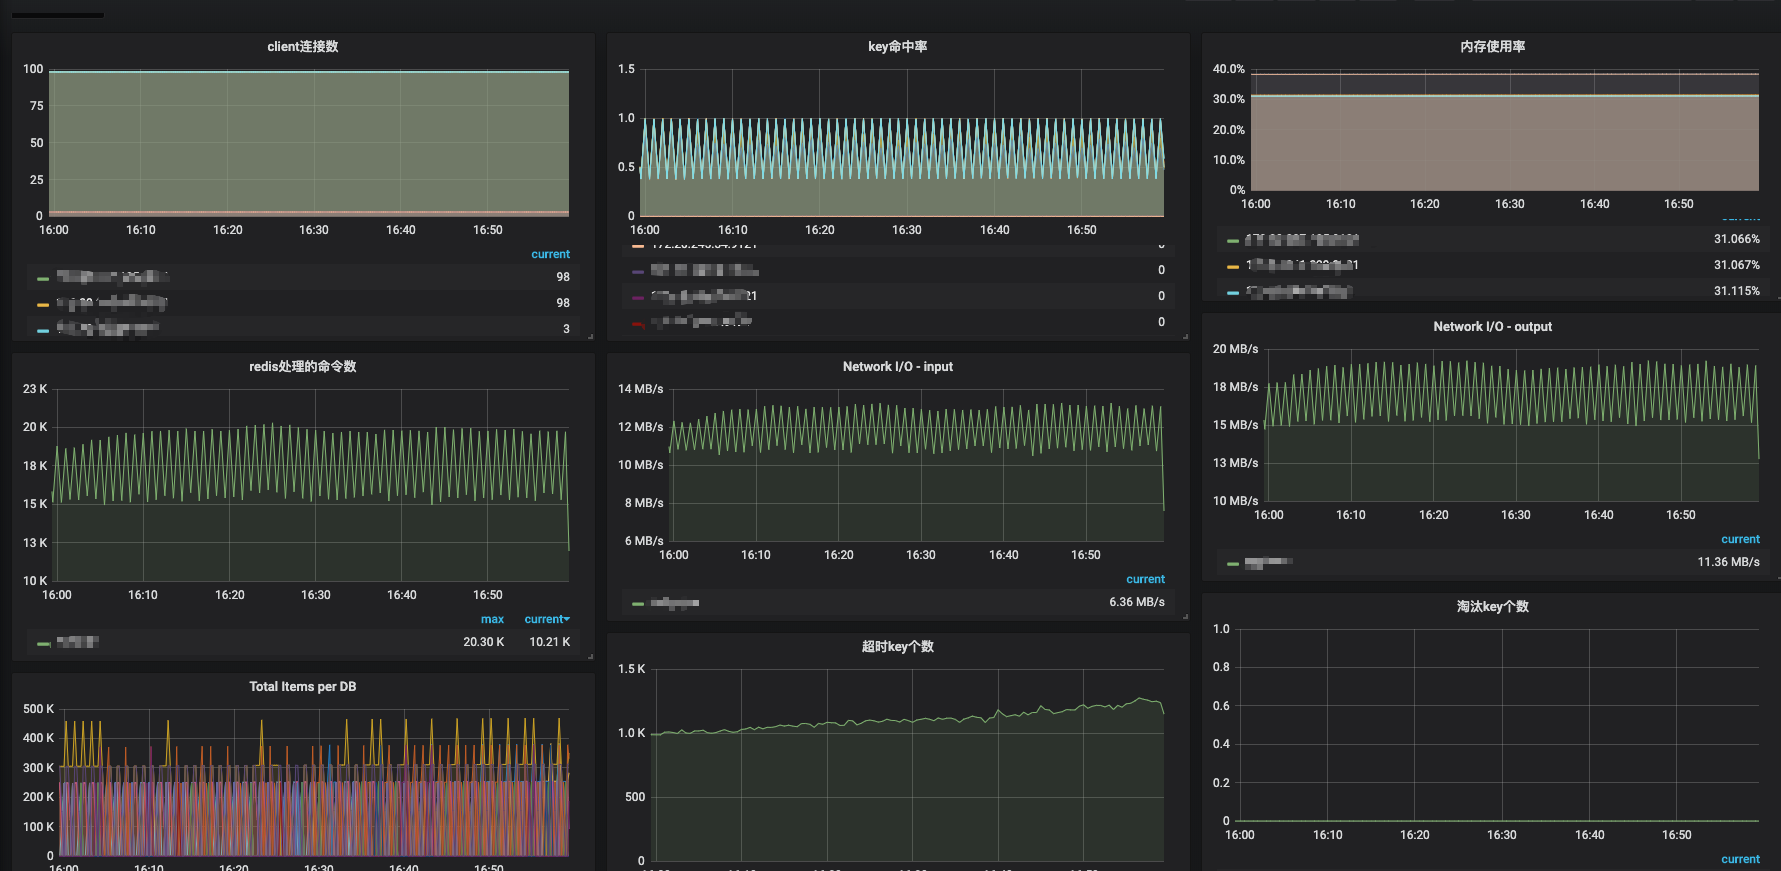 client连接数
100
75
50
25
0
16:00 16:10 16:20 16:30 16:40 16:50
current
98
98
3
key命中率
1.5
1.0
0.5
0
16:00 16:10 16:20 16:30 16:40 16:50
0
0
0
0
内存使用率
40.0%
30.0%
20.0%
10.0%
0%
16:00 16:10 16:20 16:30 16:40 16:50
current
31.066%
31.067%
31.115%
redis处理的命令数
23 K
20 K
18 K
15 K
13 K
10 K
16:00 16:10 16:20 16:30 16:40 16:50
max current
20.30 K 10.21 K
Network I/O - input
14 MB/s
12 MB/s
10 MB/s
8 MB/s
6 MB/s
16:00 16:10 16:20 16:30 16:40 16:50
current
6.36 MB/s
Network I/O - output
20 MB/s
18 MB/s
15 MB/s
13 MB/s
10 MB/s
16:00 16:10 16:20 16:30 16:40 16:50
current
11.36 MB/s
Total Items per DB
500 K
400 K
300 K
200 K
100 K
0
16:00 16:10 16:20 16:30 16:40 16:50
超时key个数
1.5 K
1.0 K
500
0
淘汰key个数
1.0
0.8
0.6
0.4
0.2
0
16:00 16:10 16:20 16:30 16:40 16:50
current